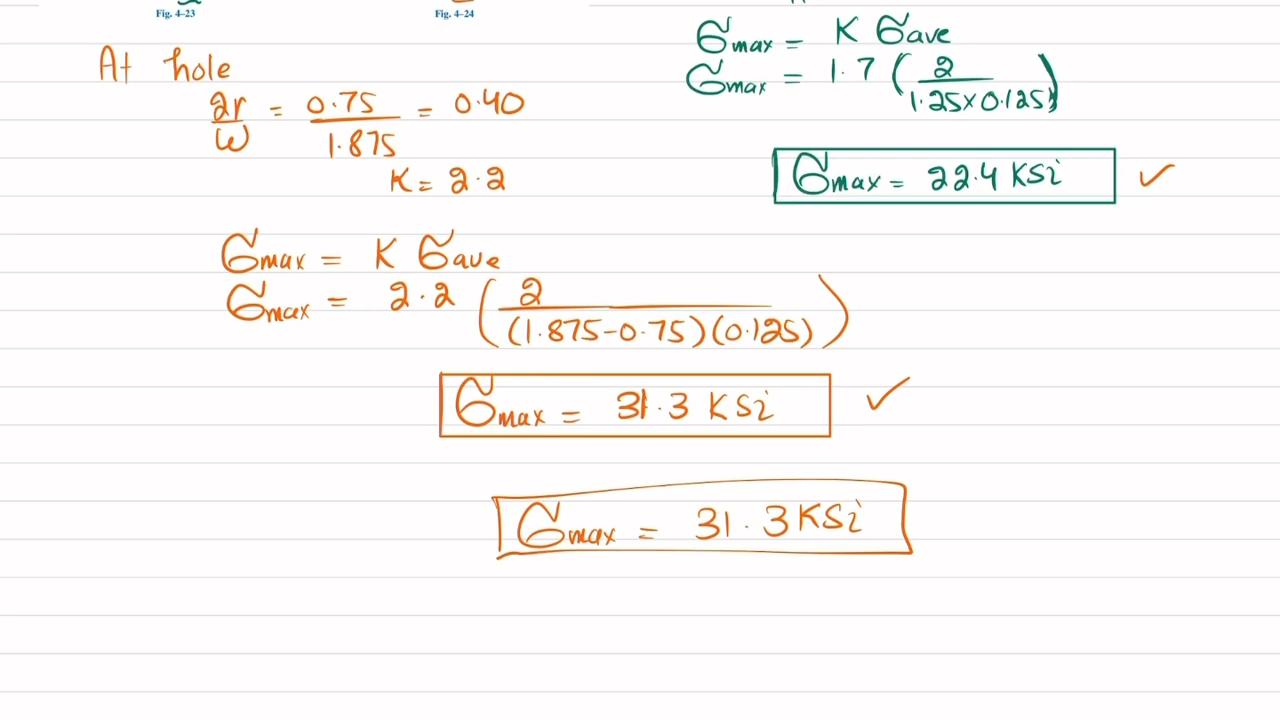 Fig. 4–23
Fig. 4–24
At hole
2r/w = 0.75/1.875 = 0.40
K = 2.2
σmax = K σave
σmax = 2.2 (2/(1.875-0.75)(0.125))
σmax = 31.3 KSi ✓
σmax = K σave
σmax = 1.7 (2/1.25×0.125)
σmax = 22.4 KSi ✓
σmax = 31.3 KSi